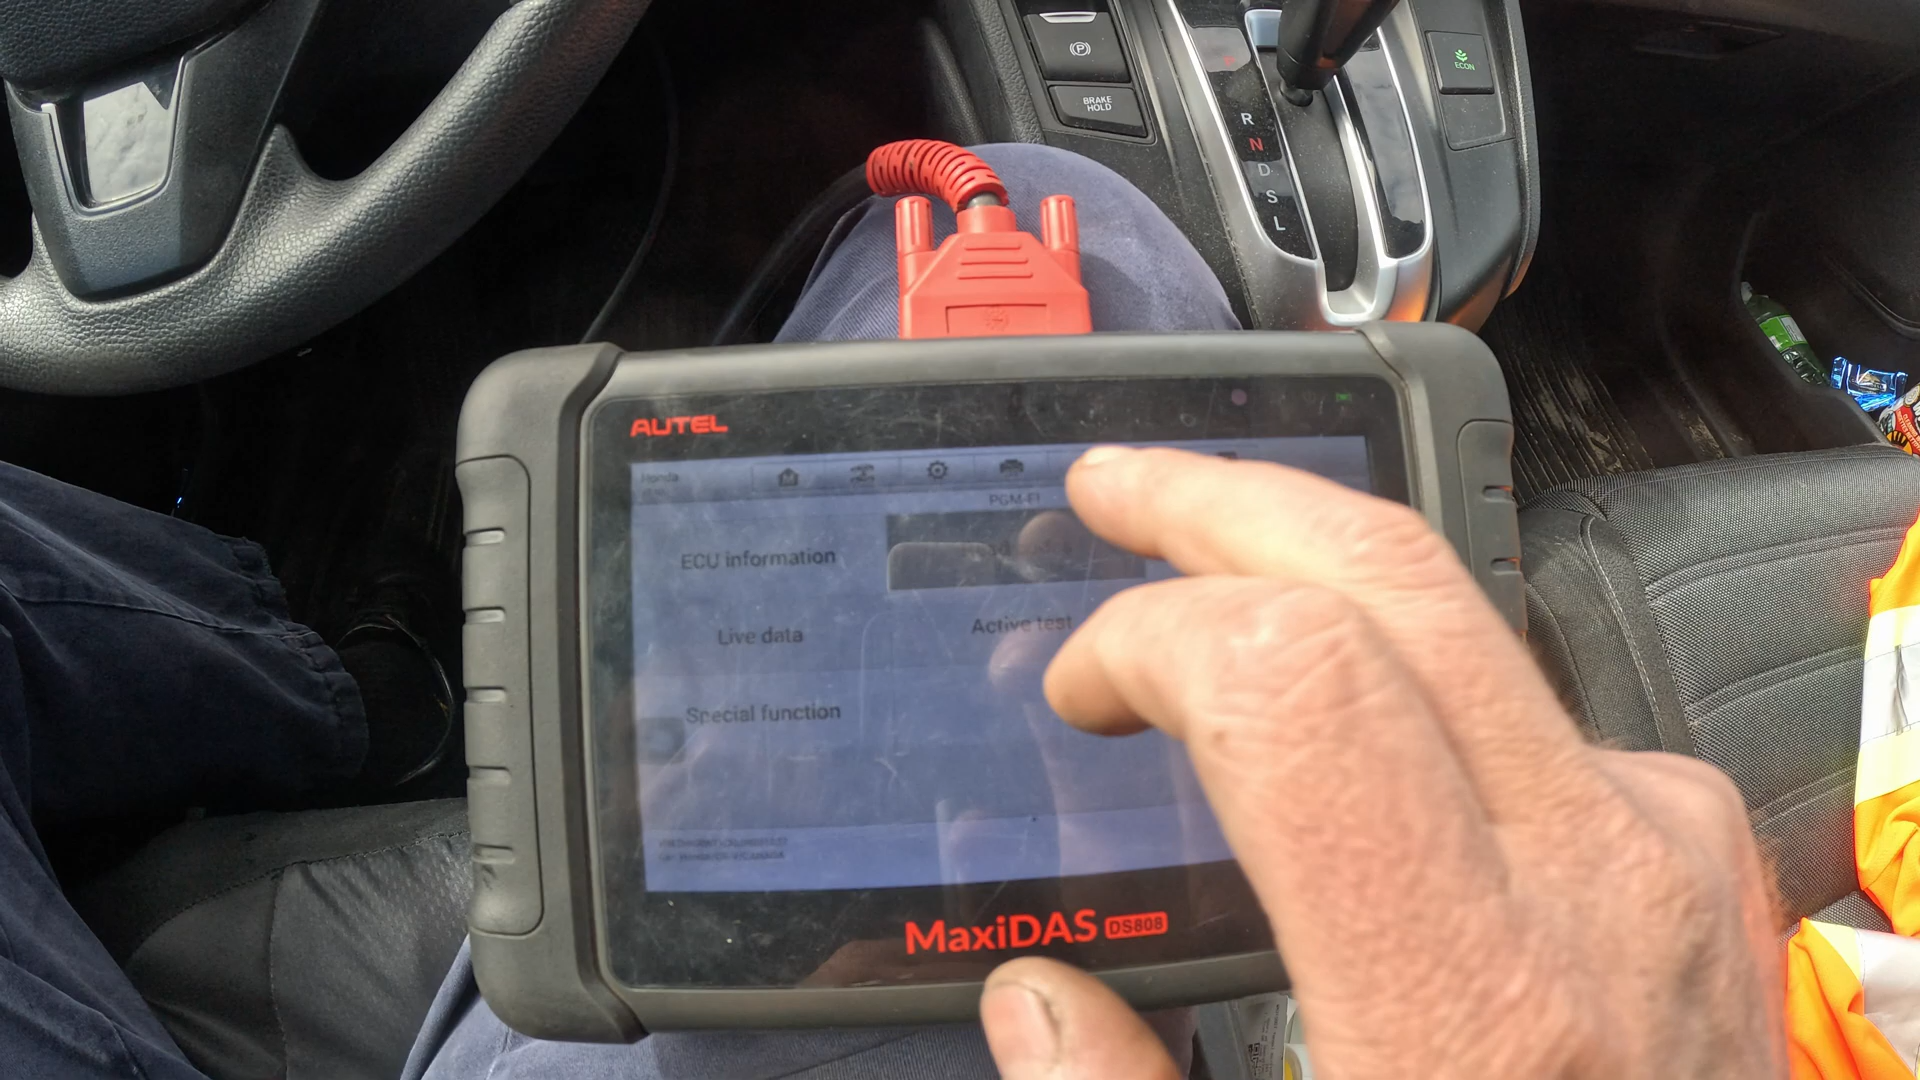 BRAKE
HOLD
ECON
R
N
D
S
L
AUTEL
Honda
PGM-FI
ECU information
Live data
Active test
Special function
MaxiDAS DS808